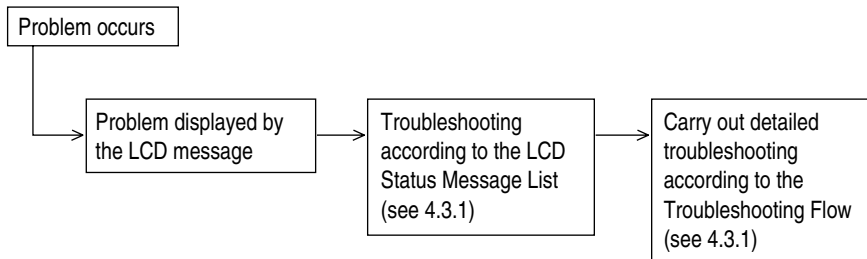 Problem occurs
Problem displayed by
the LCD message
Troubleshooting
according to the LCD
Status Message List
(see 4.3.1)
Carry out detailed
troubleshooting
according to the
Troubleshooting Flow
(see 4.3.1)